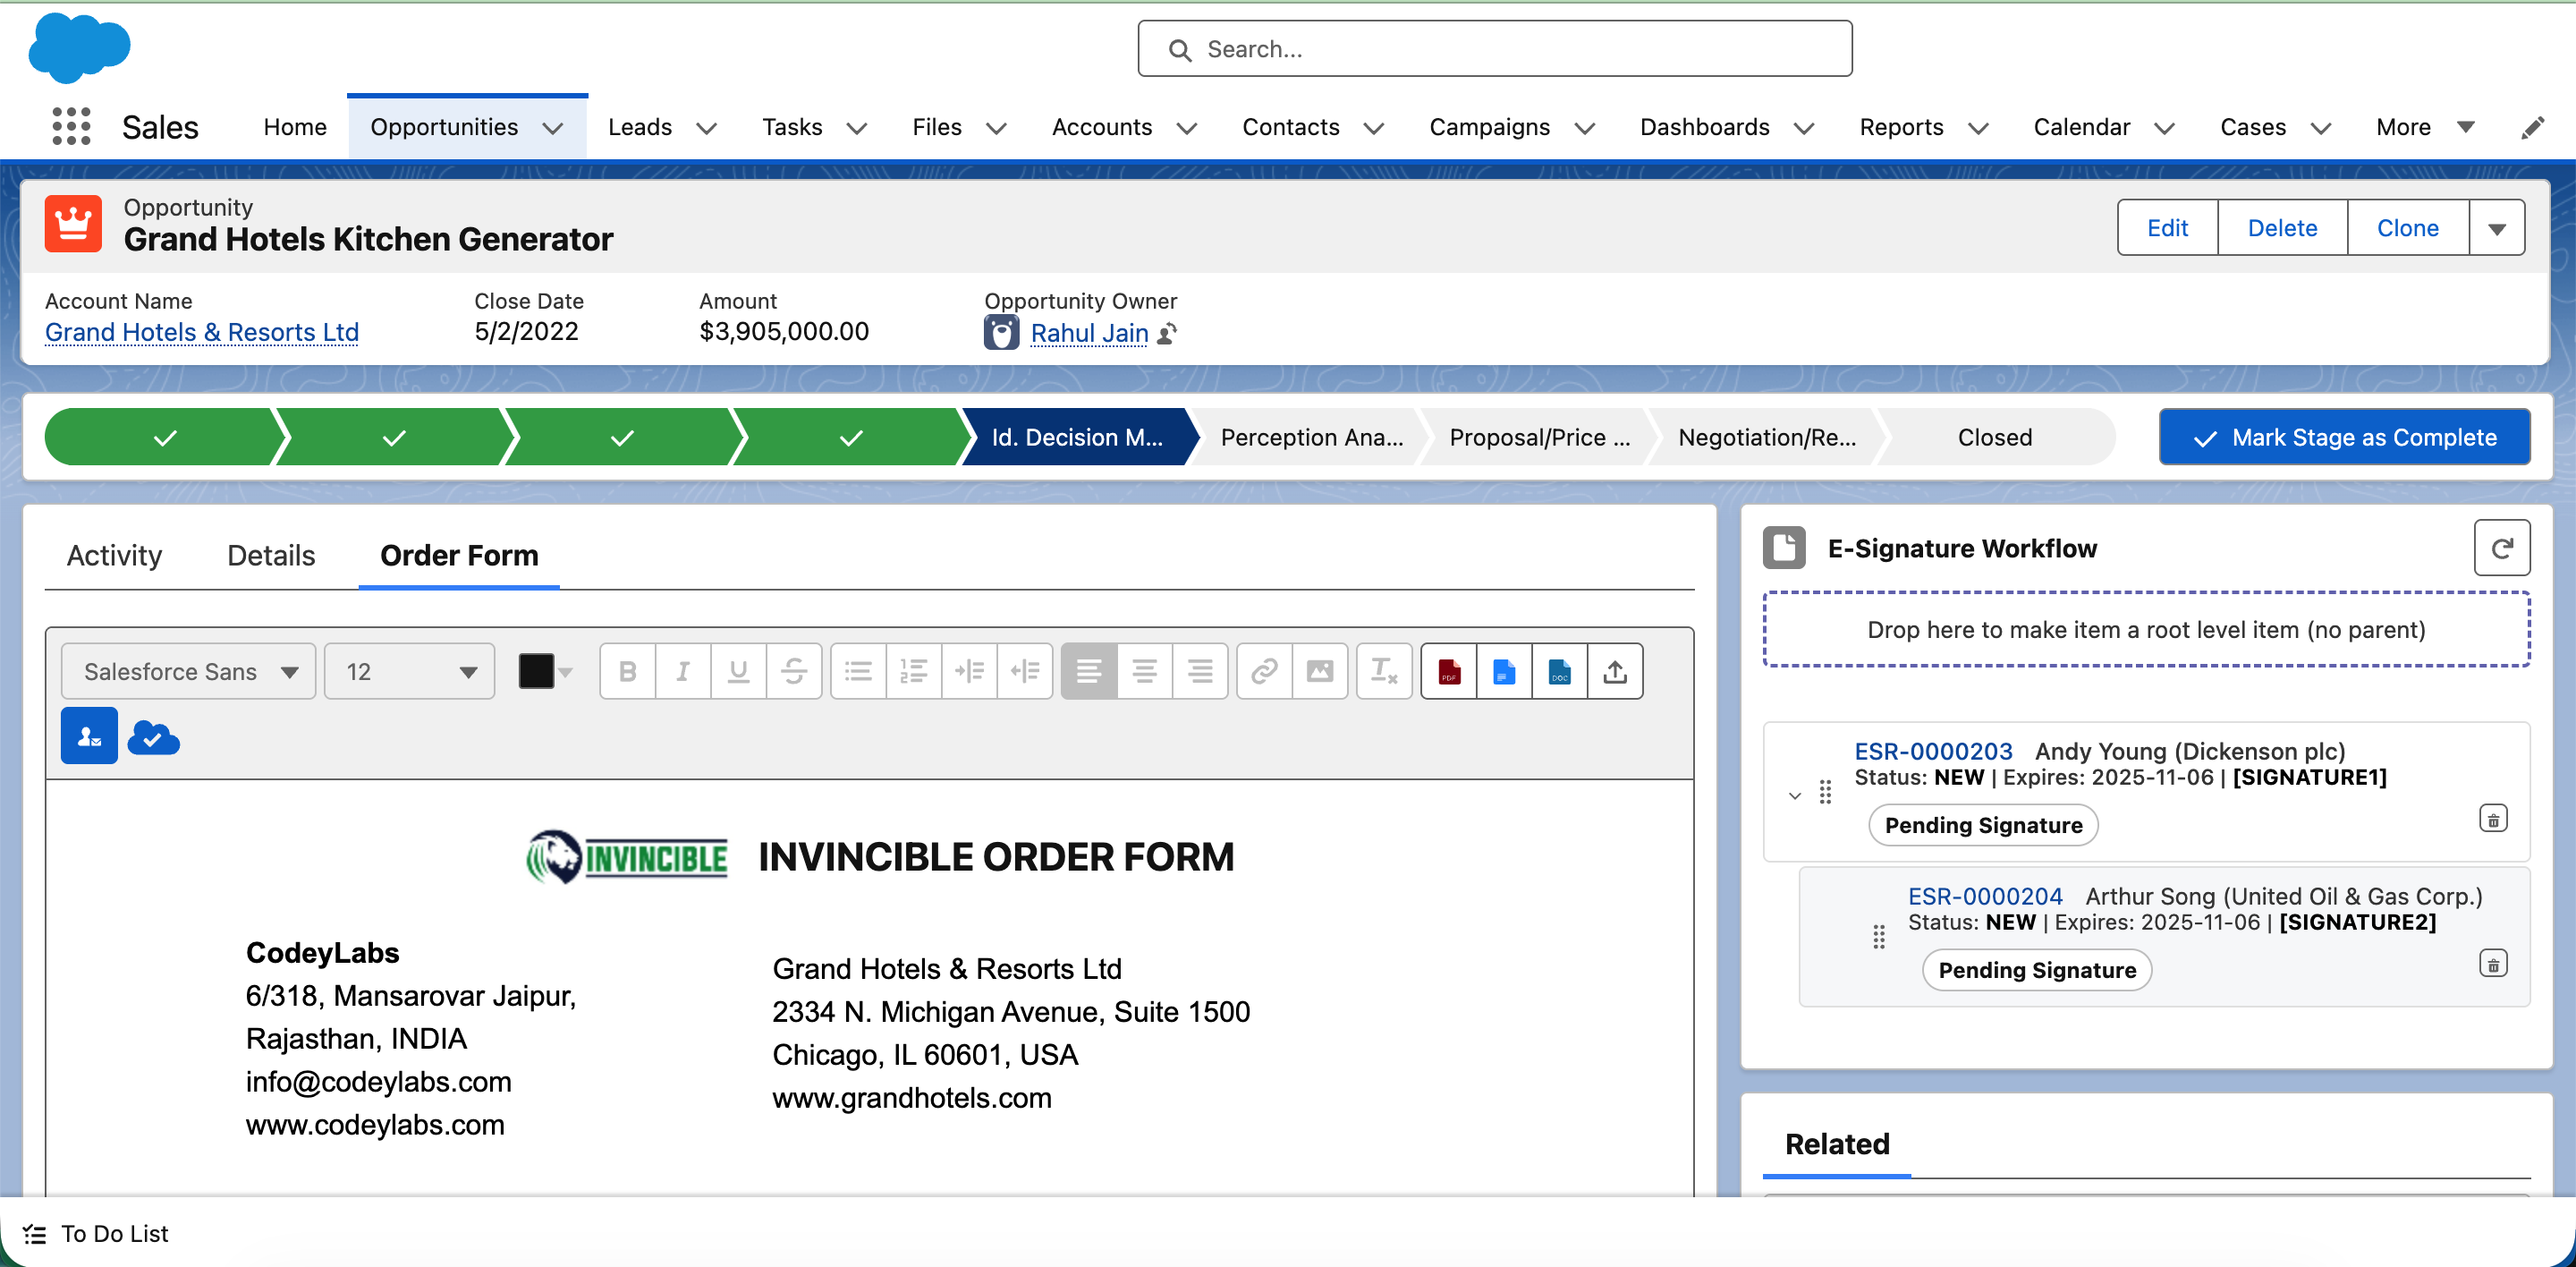 Search...
Sales
Home
Opportunities
Leads
Tasks
Files
Accounts
Contacts
Campaigns
Dashboards
Reports
Calendar
Cases
More
Opportunity
Grand Hotels Kitchen Generator
Edit
Delete
Clone
Account Name
Close Date
Amount
Opportunity Owner
Grand Hotels & Resorts Ltd
5/2/2022
$3,905,000.00
Rahul Jain
Id. Decision M...
Perception Ana...
Proposal/Price ...
Negotiation/Re...
Closed
Mark Stage as Complete
Activity
Details
Order Form
Salesforce Sans
12
PDF
DOC
INVINCIBLE
INVINCIBLE ORDER FORM
CodeyLabs
6/318, Mansarovar Jaipur,
Rajasthan, INDIA
info@codeylabs.com
www.codeylabs.com
Grand Hotels & Resorts Ltd
2334 N. Michigan Avenue, Suite 1500
Chicago, IL 60601, USA
www.grandhotels.com
E-Signature Workflow
Drop here to make item a root level item (no parent)
ESR-0000203 Andy Young (Dickenson plc)
Status: NEW | Expires: 2025-11-06 | [SIGNATURE1]
Pending Signature
ESR-0000204 Arthur Song (United Oil & Gas Corp.)
Status: NEW | Expires: 2025-11-06 | [SIGNATURE2]
Pending Signature
Related
To Do List